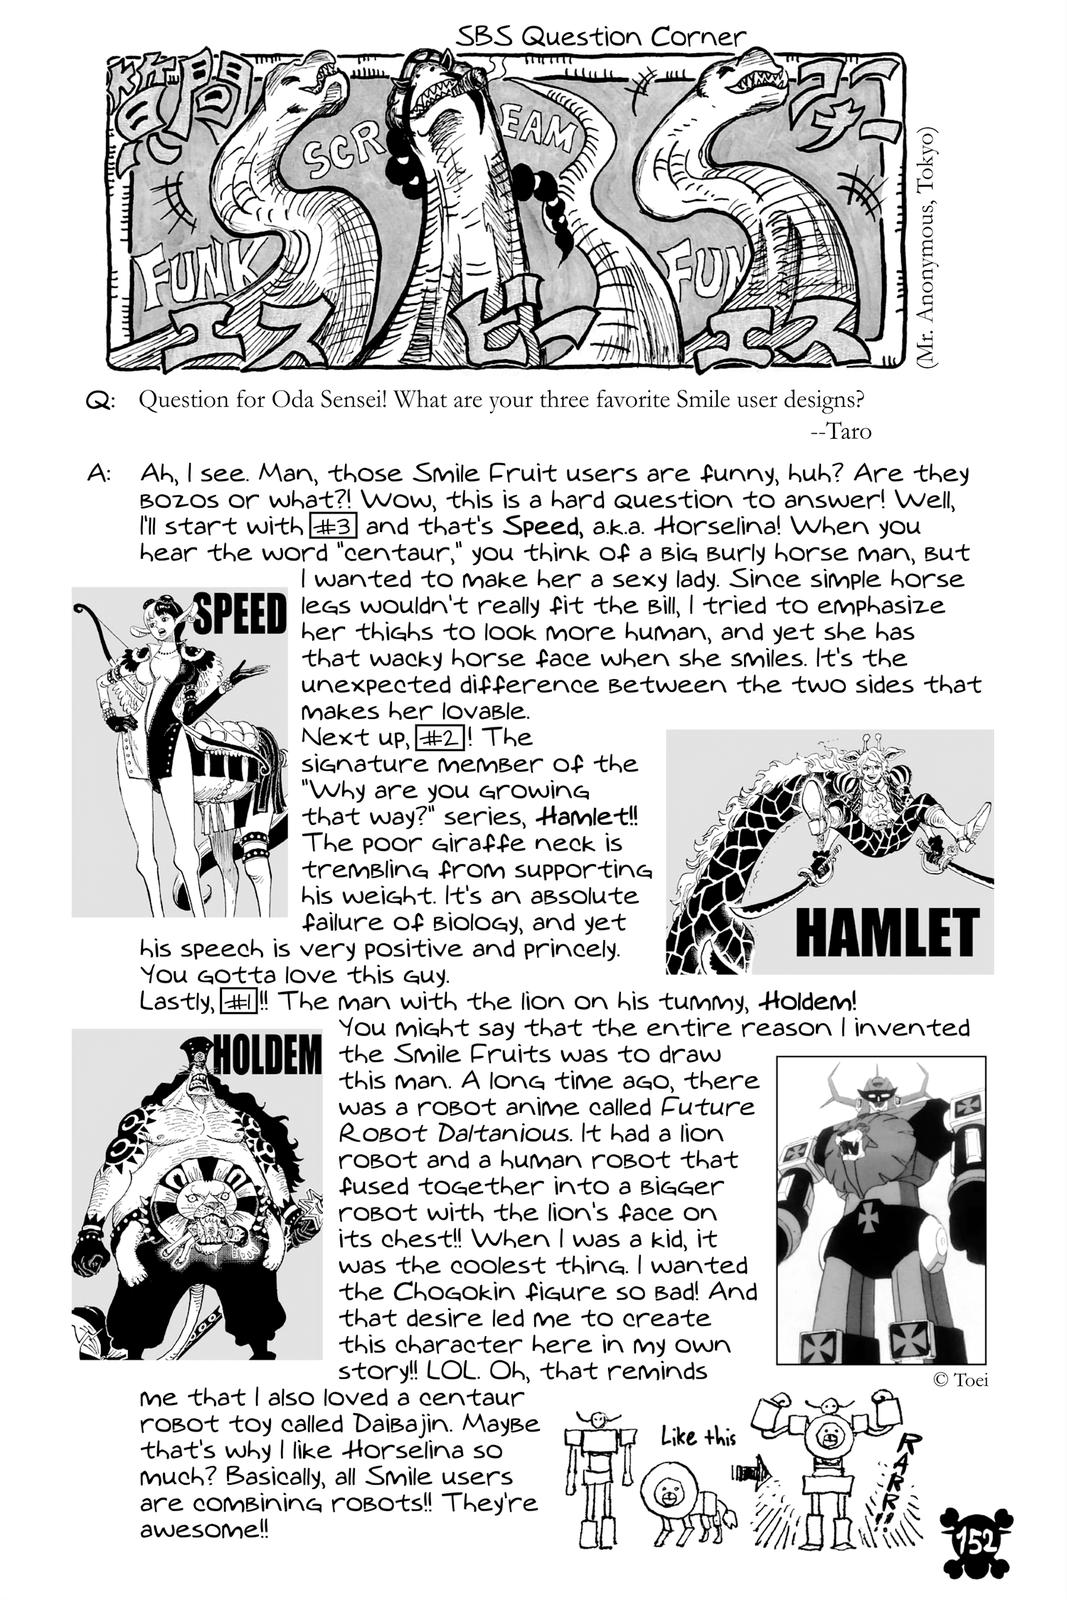 SBS Question Corner
質問コーナー
SCREAM
FUNK
FUN
エス ビー エス
(Mr. Anonymous, Tokyo)
Q: Question for Oda Sensei! What are your three favorite Smile user designs?
--Taro
A: Ah, I see. Man, those Smile Fruit users are funny, huh? Are they
bozos or what?! Wow, this is a hard question to answer! Well,
I'll start with #3 and that's Speed, a.k.a. Horselina! When you
hear the word "centaur," you think of a big burly horse man, but
I wanted to make her a sexy lady. Since simple horse
legs wouldn't really fit the bill, I tried to emphasize
her thighs to look more human, and yet she has
that wacky horse face when she smiles. It's the
unexpected difference between the two sides that
makes her lovable.
SPEED
Next up, #2! The
signature member of the
"Why are you growing
that way?" series, Hamlet!!
The poor giraffe neck is
trembling from supporting
his weight. It's an absolute
failure of biology, and yet
his speech is very positive and princely.
You gotta love this guy.
HAMLET
Lastly, #1!! The man with the lion on his tummy, Holdem!
You might say that the entire reason I invented
the Smile Fruits was to draw
this man. A long time ago, there
was a robot anime called Future
Robot Daltanious. It had a lion
robot and a human robot that
fused together into a bigger
robot with the lion's face on
its chest!! When I was a kid, it
was the coolest thing. I wanted
the Chogokin figure so bad! And
that desire led me to create
this character here in my own
story!! LOL. Oh, that reminds
me that I also loved a centaur
robot toy called Daibajin. Maybe
that's why I like Horselina so
much? Basically, all Smile users
are combining robots!! They're
awesome!!
HOLDEM
© Toei
Like this
RARR!!
152